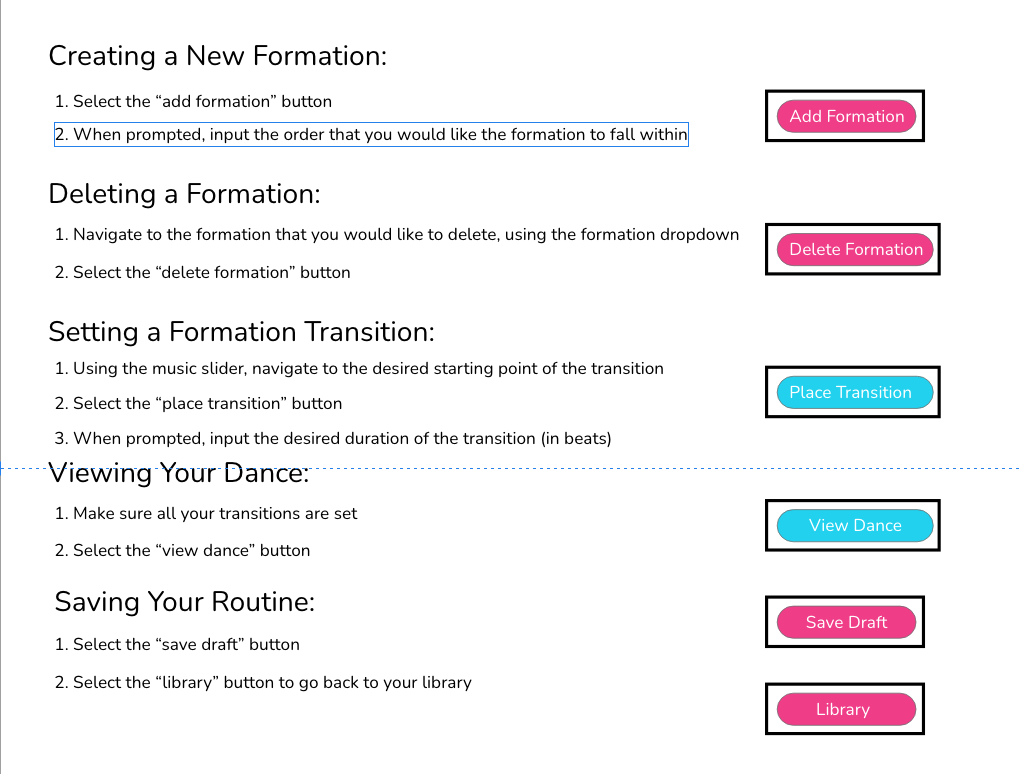 Creating a New Formation:
1. Select the “add formation” button
Add Formation
2. When prompted, input the order that you would like the formation to fall within
Deleting a Formation:
1. Navigate to the formation that you would like to delete, using the formation dropdown
Delete Formation
2. Select the “delete formation” button
Setting a Formation Transition:
1. Using the music slider, navigate to the desired starting point of the transition
Place Transition
2. Select the “place transition” button
3. When prompted, input the desired duration of the transition (in beats)
Viewing Your Dance:
1. Make sure all your transitions are set
View Dance
2. Select the “view dance” button
Saving Your Routine:
Save Draft
1. Select the “save draft” button
2. Select the “library” button to go back to your library
Library